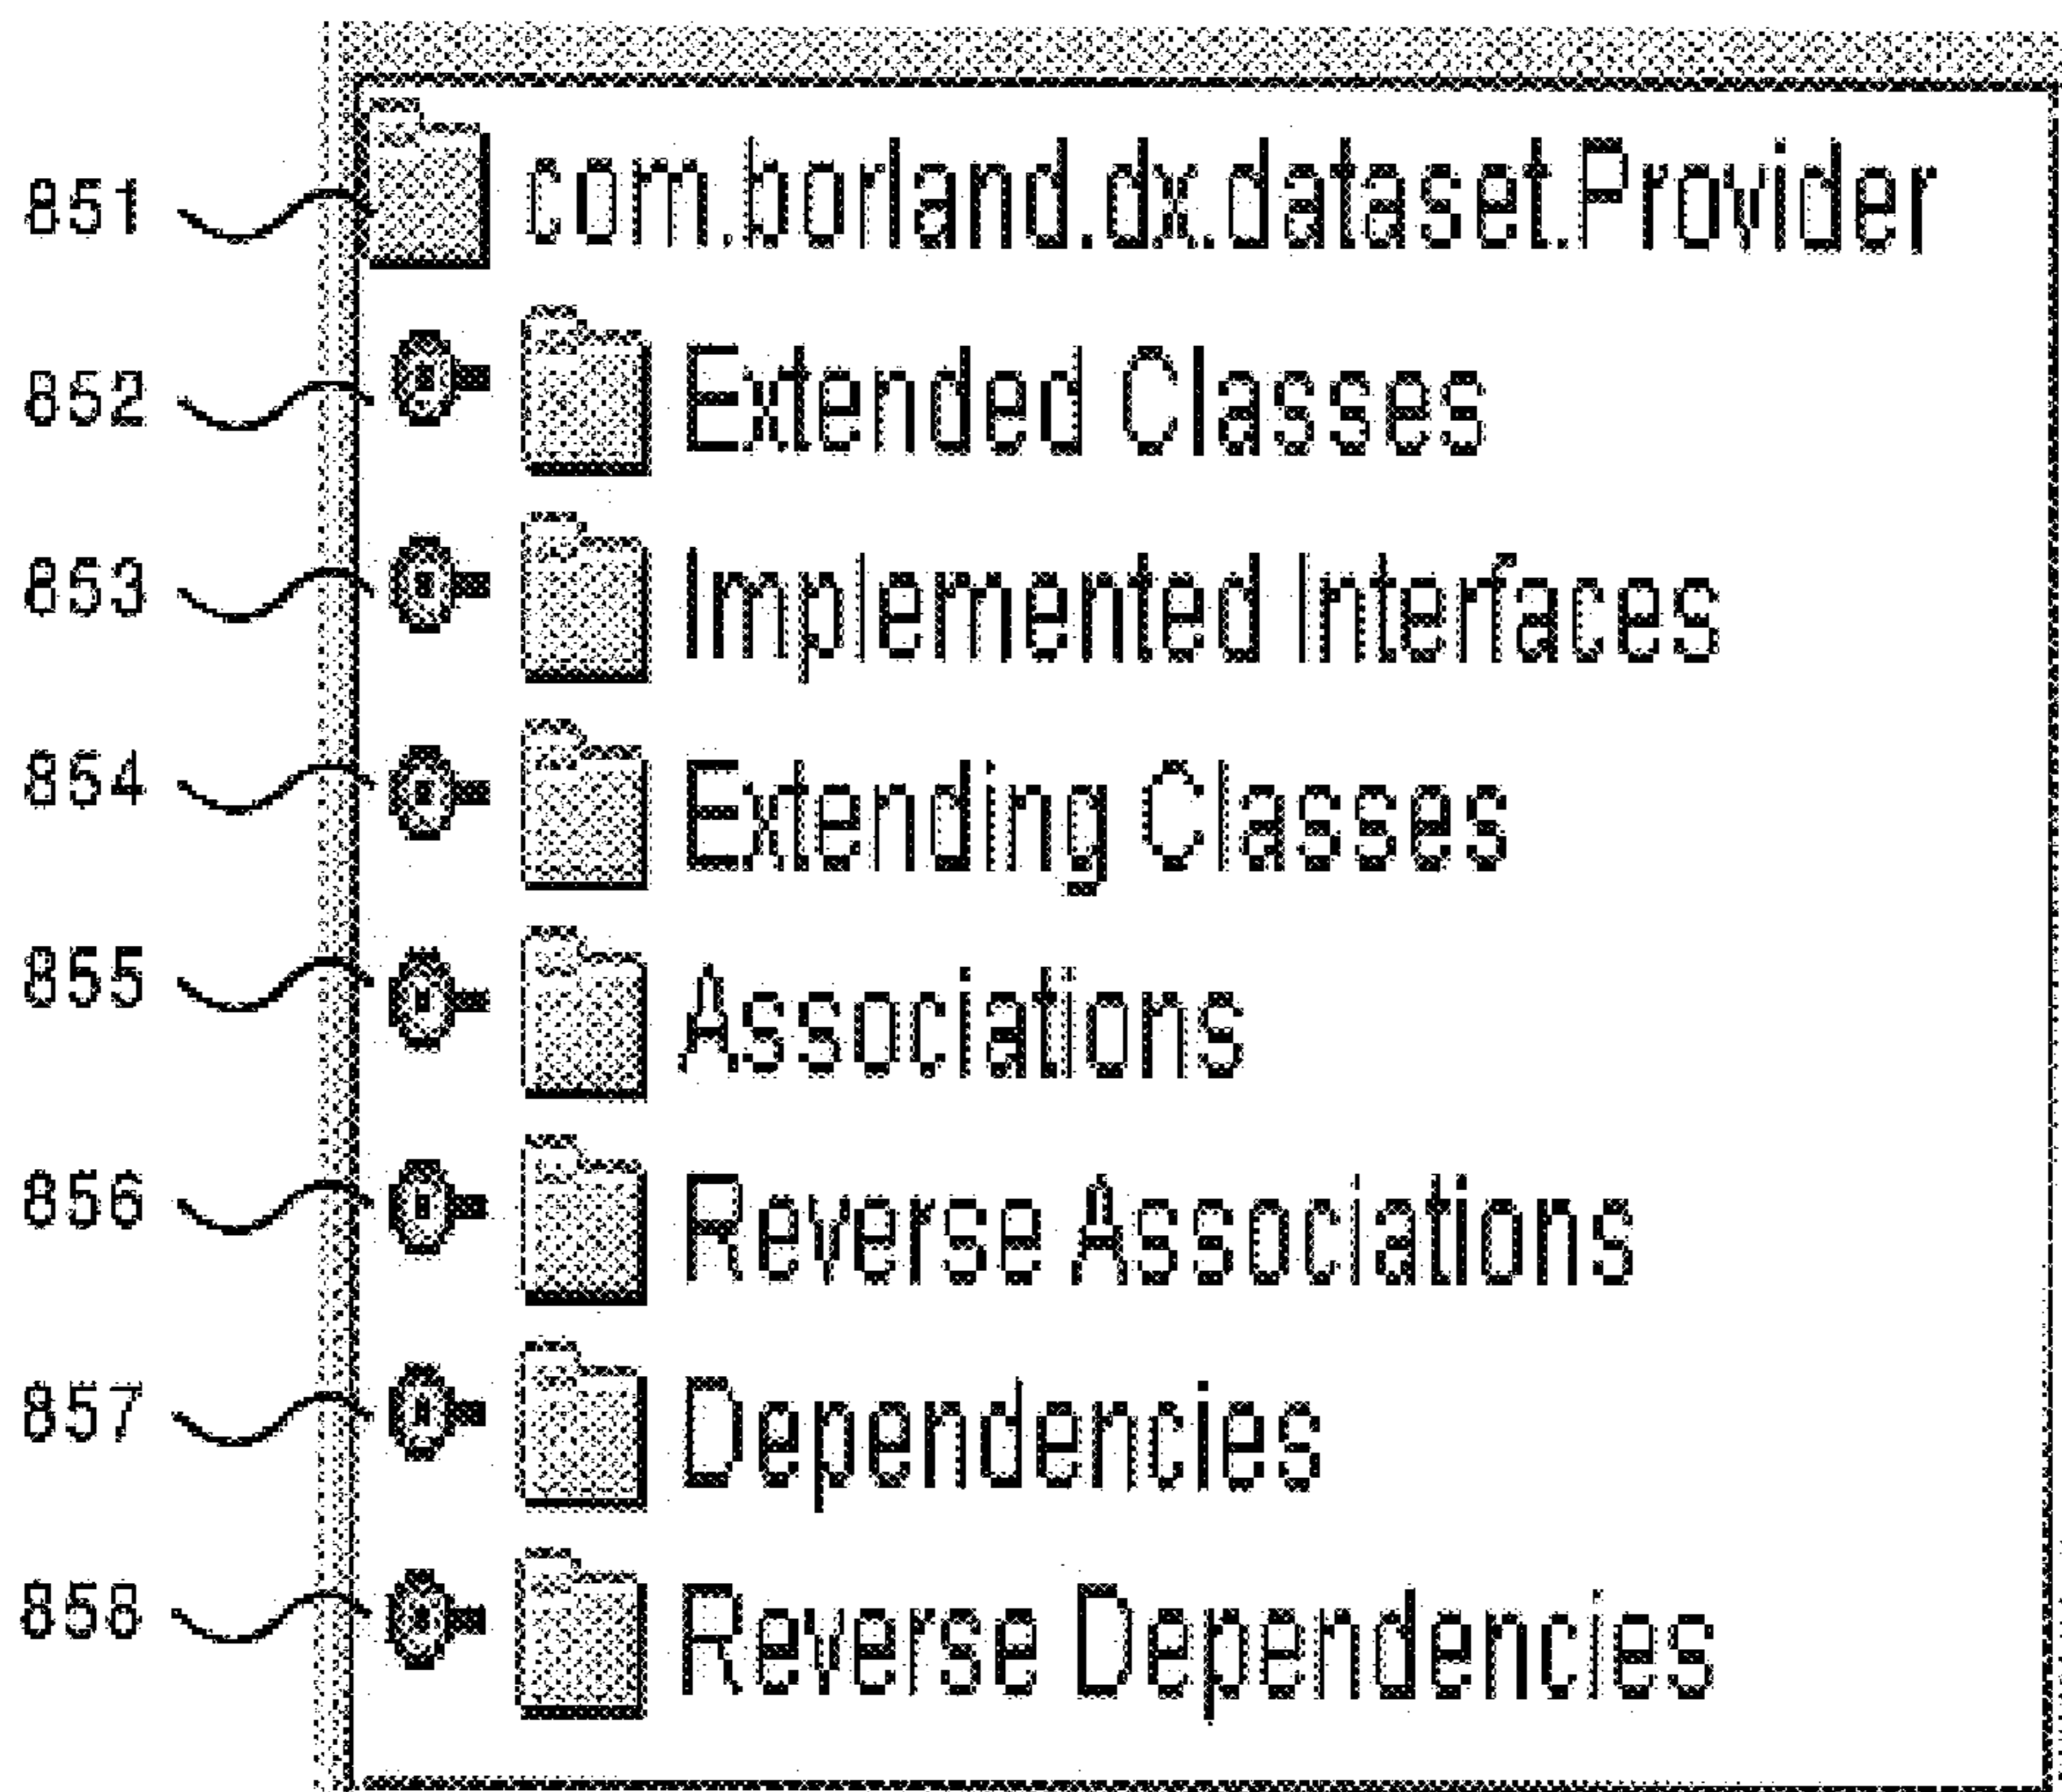 851 com.borland.dx.dataset.Provider
852 Extended Classes
853 Implemented Interfaces
854 Extending Classes
855 Associations
856 Reverse Associations
857 Dependencies
858 Reverse Dependencies